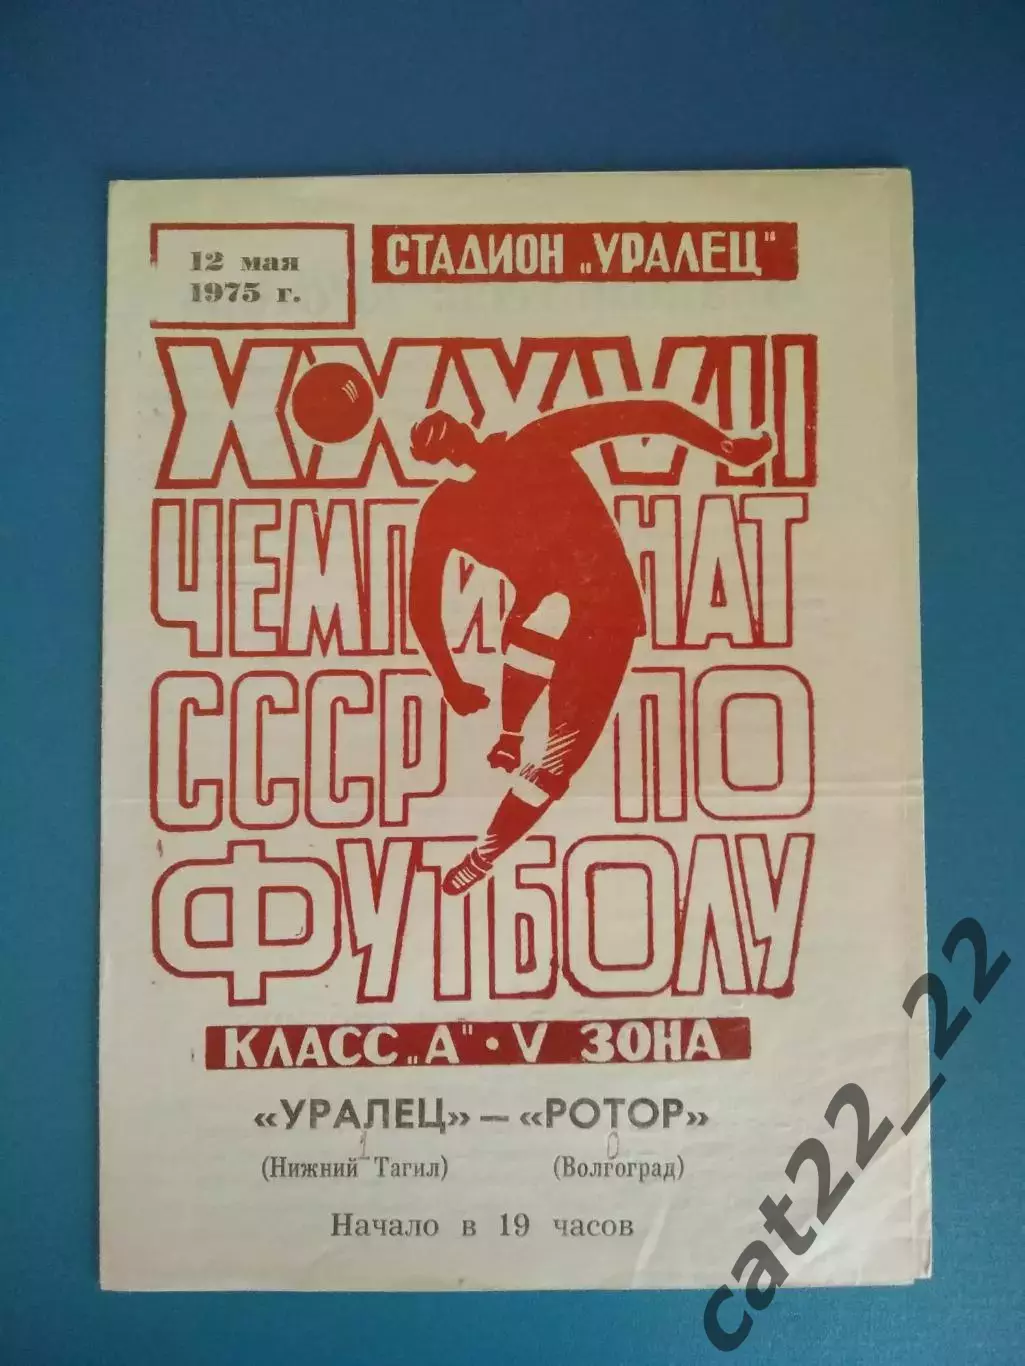 12 мая
1975 г.
СТАДИОН „УРАЛЕЦ"
XXXVII
ЧЕМПИОНАТ
СССР ПО
ФУТБОЛУ
КЛАСС „А" · V ЗОНА
«УРАЛЕЦ» — «РОТОР»
1 0
(Нижний Тагил) (Волгоград)
Начало в 19 часов
cat22_22